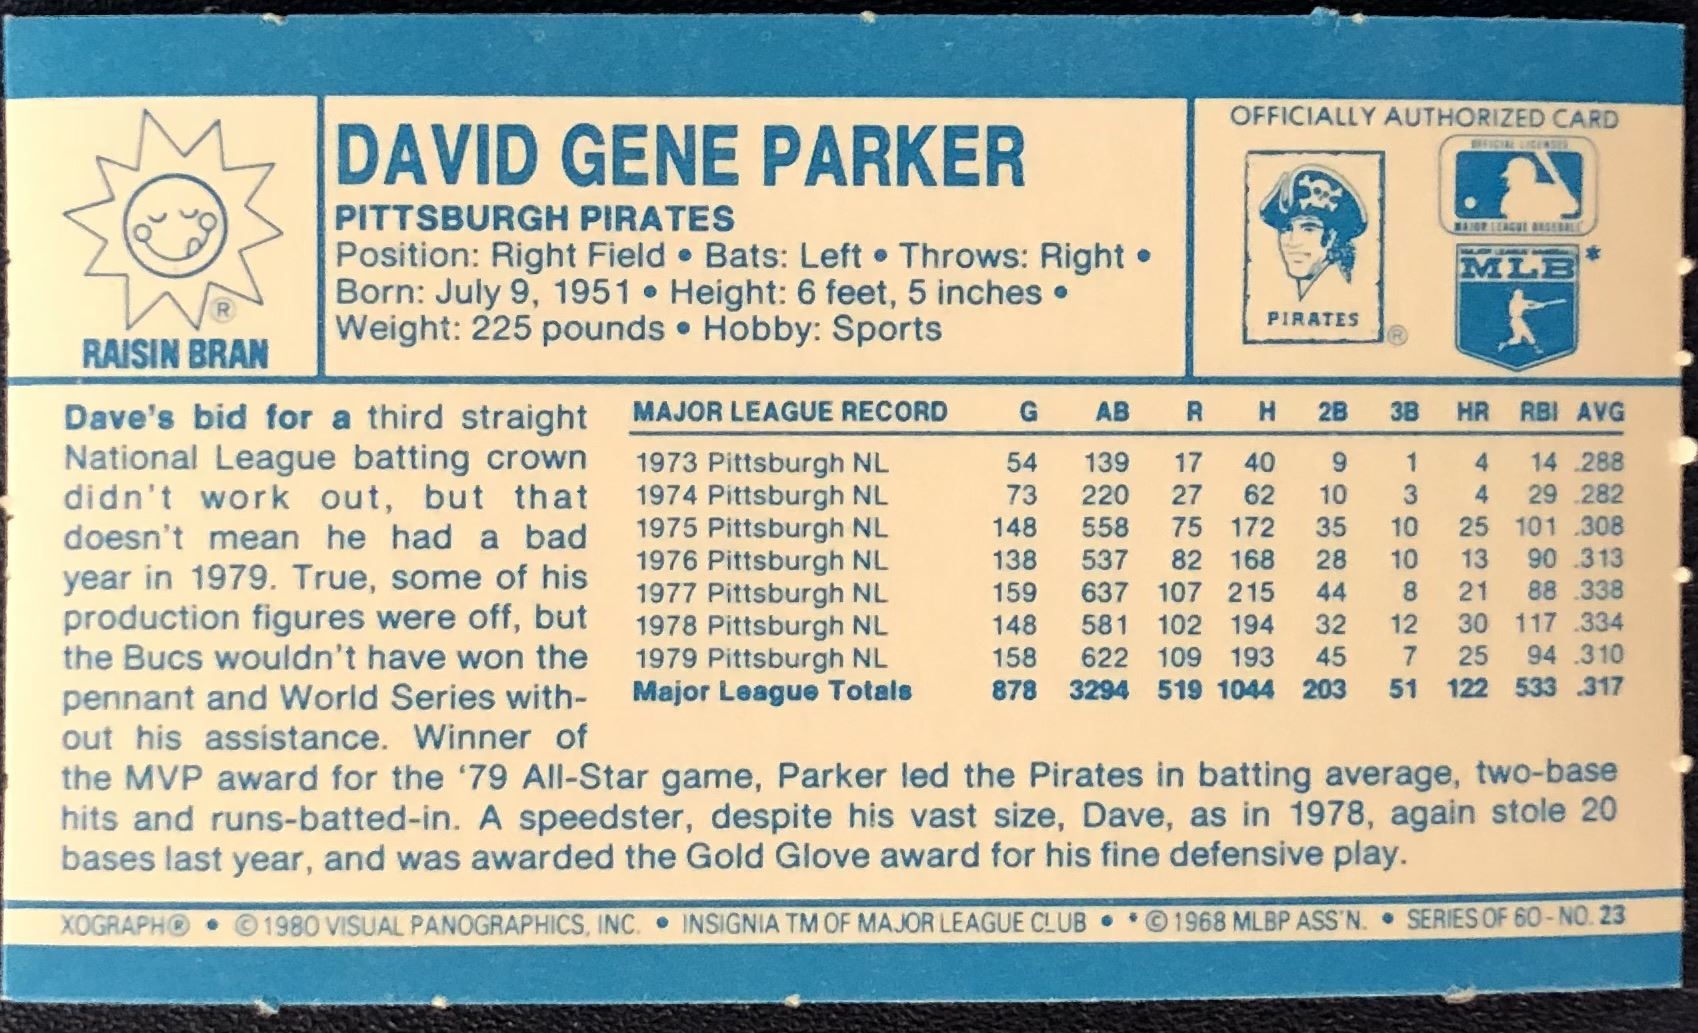 RAISIN BRAN
®
DAVID GENE PARKER
PITTSBURGH PIRATES
Position: Right Field • Bats: Left • Throws: Right •
Born: July 9, 1951 • Height: 6 feet, 5 inches •
Weight: 225 pounds • Hobby: Sports
OFFICIALLY AUTHORIZED CARD
PIRATES
®
OFFICIAL LICENSEE
MAJOR LEAGUE BASEBALL
MAJOR LEAGUE BASEBALL
MLB *
Dave's bid for a third straight
National League batting crown
didn't work out, but that
doesn't mean he had a bad
year in 1979. True, some of his
production figures were off, but
the Bucs wouldn't have won the
pennant and World Series with-
out his assistance. Winner of
the MVP award for the '79 All-Star game, Parker led the Pirates in batting average, two-base
hits and runs-batted-in. A speedster, despite his vast size, Dave, as in 1978, again stole 20
bases last year, and was awarded the Gold Glove award for his fine defensive play.
MAJOR LEAGUE RECORD G AB R H 2B 3B HR RBI AVG
1973 Pittsburgh NL 54 139 17 40 9 1 4 14 .288
1974 Pittsburgh NL 73 220 27 62 10 3 4 29 .282
1975 Pittsburgh NL 148 558 75 172 35 10 25 101 .308
1976 Pittsburgh NL 138 537 82 168 28 10 13 90 .313
1977 Pittsburgh NL 159 637 107 215 44 8 21 88 .338
1978 Pittsburgh NL 148 581 102 194 32 12 30 117 .334
1979 Pittsburgh NL 158 622 109 193 45 7 25 94 .310
Major League Totals 878 3294 519 1044 203 51 122 533 .317
XOGRAPH® • ©1980 VISUAL PANOGRAPHICS, INC. • INSIGNIA TM OF MAJOR LEAGUE CLUB • *©1968 MLBP ASS'N. • SERIES OF 60 - NO. 23